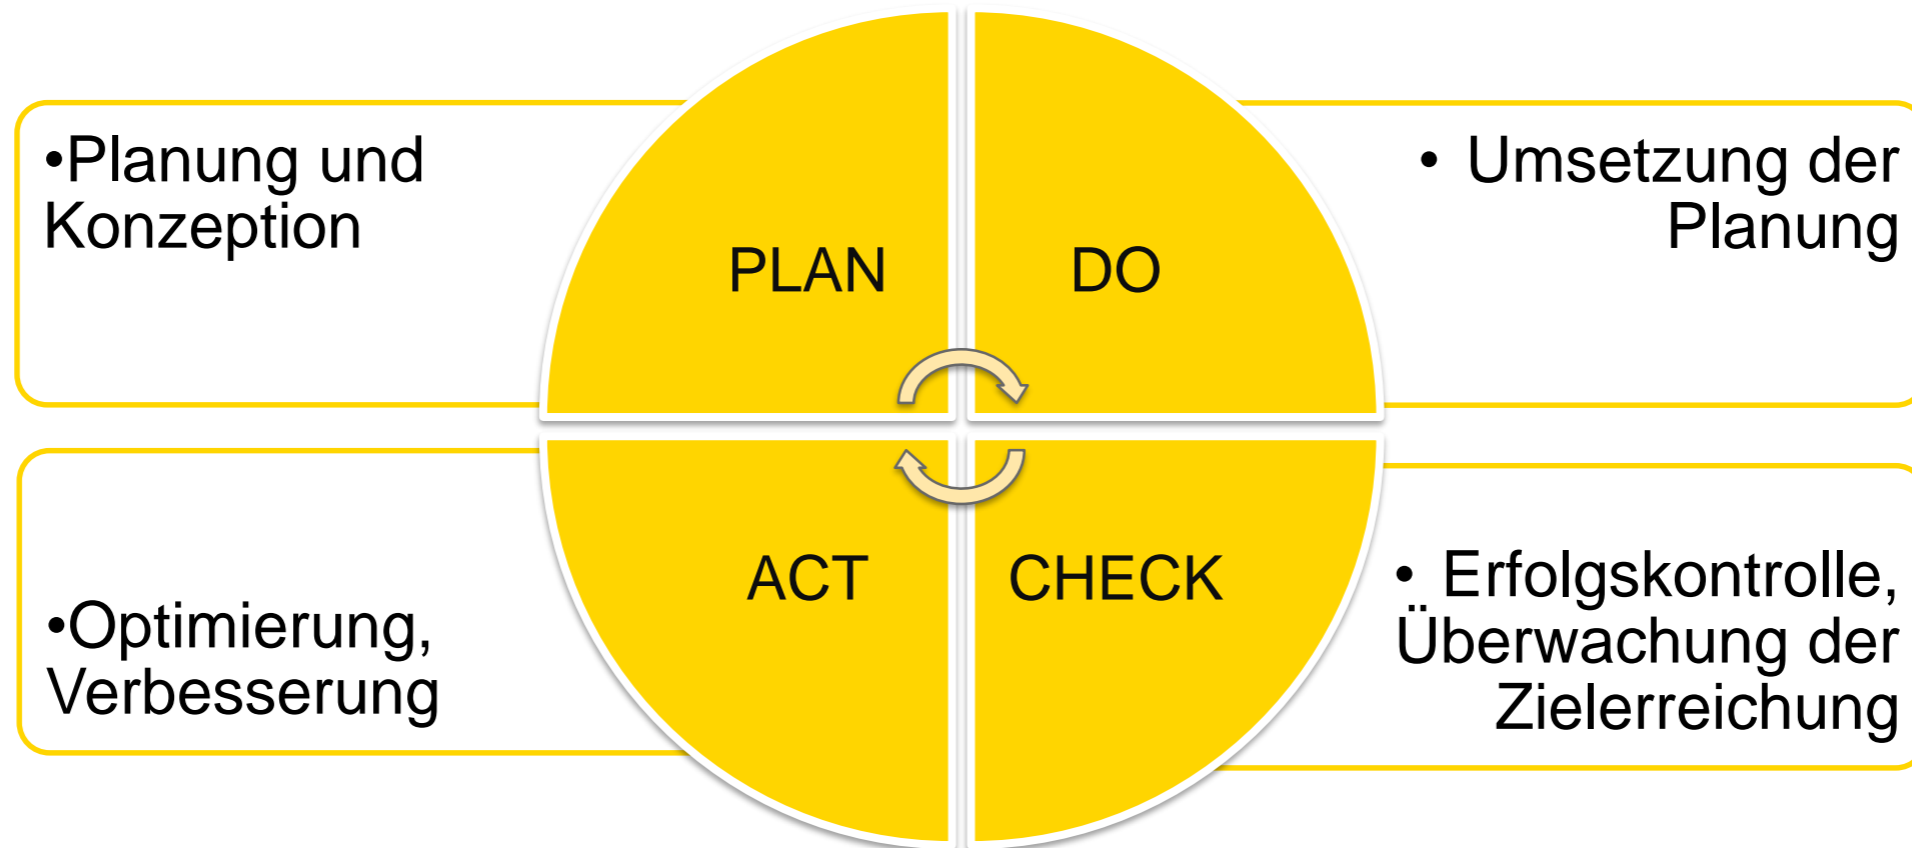 •Planung und
Konzeption
PLAN
DO
• Umsetzung der
Planung
•Optimierung,
Verbesserung
ACT
CHECK
• Erfolgskontrolle,
Überwachung der
Zielerreichung